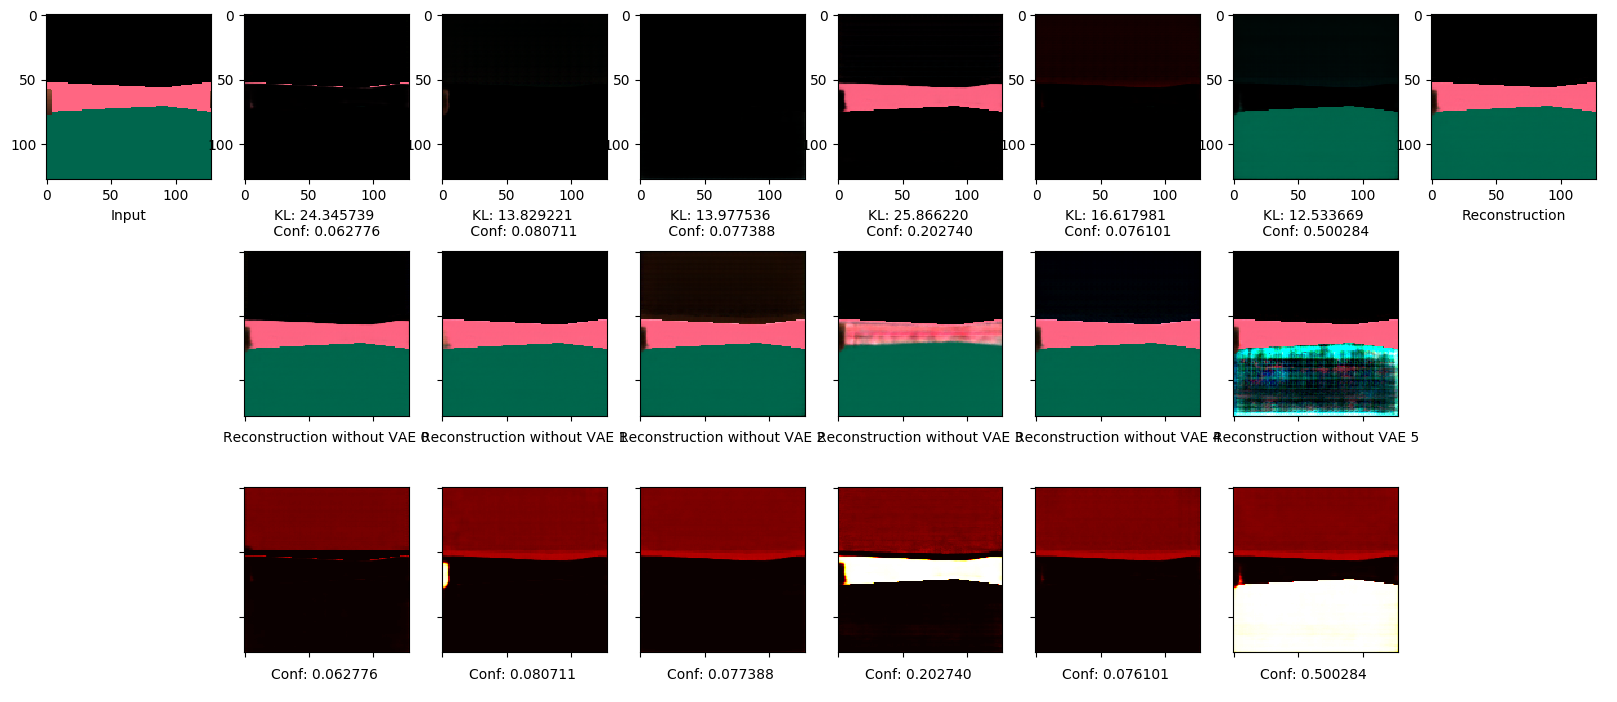 0
50
100
0 50 100
Input
0
50
100
0 50 100
KL: 24.345739
Conf: 0.062776
0
50
100
0 50 100
KL: 13.829221
Conf: 0.080711
0
50
100
0 50 100
KL: 13.977536
Conf: 0.077388
0
50
100
0 50 100
KL: 25.866220
Conf: 0.202740
0
50
100
0 50 100
KL: 16.617981
Conf: 0.076101
0
50
100
0 50 100
KL: 12.533669
Conf: 0.500284
0
50
100
0 50 100
Reconstruction
Reconstruction without VAE 0
Reconstruction without VAE 1
Reconstruction without VAE 2
Reconstruction without VAE 3
Reconstruction without VAE 4
Reconstruction without VAE 5
Conf: 0.062776
Conf: 0.080711
Conf: 0.077388
Conf: 0.202740
Conf: 0.076101
Conf: 0.500284